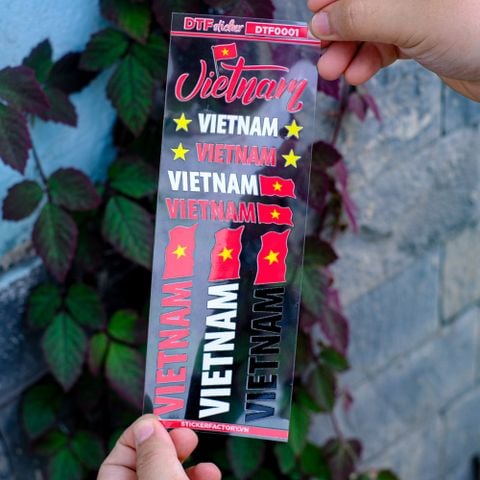 DTF sticker DTF0001
Vietnam
VIETNAM
VIETNAM
VIETNAM
VIETNAM
VIETNAM VIETNAM VIETNAM
STICKERFACTORY.VN